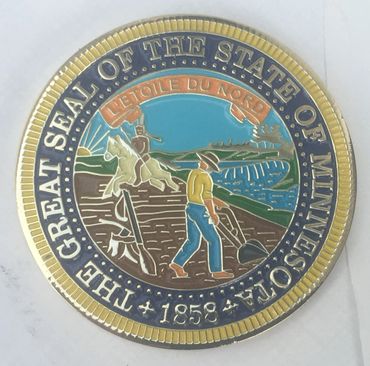 THE GREAT SEAL OF THE STATE OF MINNESOTA
L'ETOILE DU NORD
1858